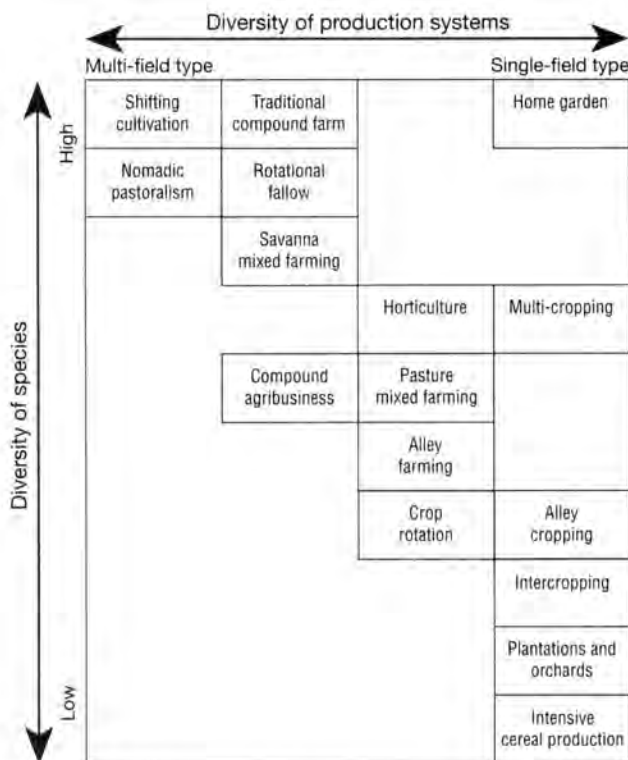 Diversity of production systems
Multi-field type
Single-field type
Diversity of species
High
Low
Shifting
cultivation
Traditional
compound farm
Home garden
Nomadic
pastoralism
Rotational
fallow
Savanna
mixed farming
Horticulture
Multi-cropping
Compound
agribusiness
Pasture
mixed farming
Alley
farming
Crop
rotation
Alley
cropping
Intercropping
Plantations and
orchards
Intensive
cereal production